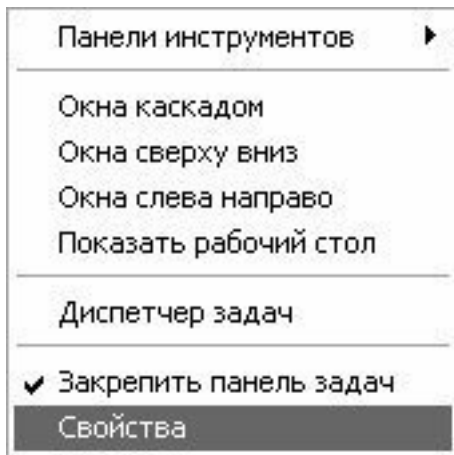 Панели инструментов
Окна каскадом
Окна сверху вниз
Окна слева направо
Показать рабочий стол
Диспетчер задач
Закрепить панель задач
Свойства